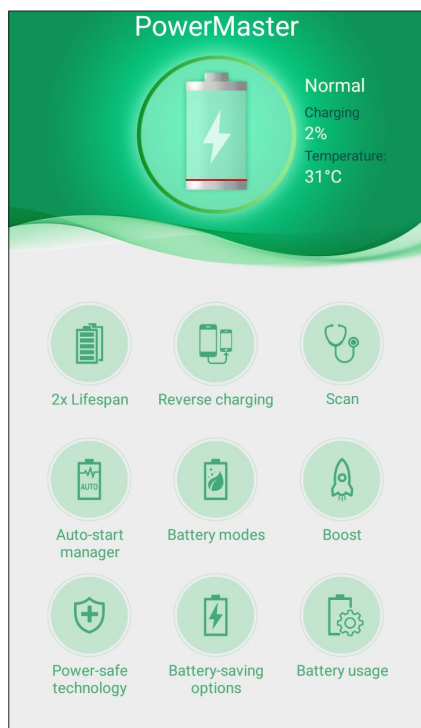 PowerMaster
Normal
Charging
2%
Temperature:
31°C
2x Lifespan
Reverse charging
Scan
AUTO
Auto-start
manager
Battery modes
Boost
Power-safe
technology
Battery-saving
options
Battery usage